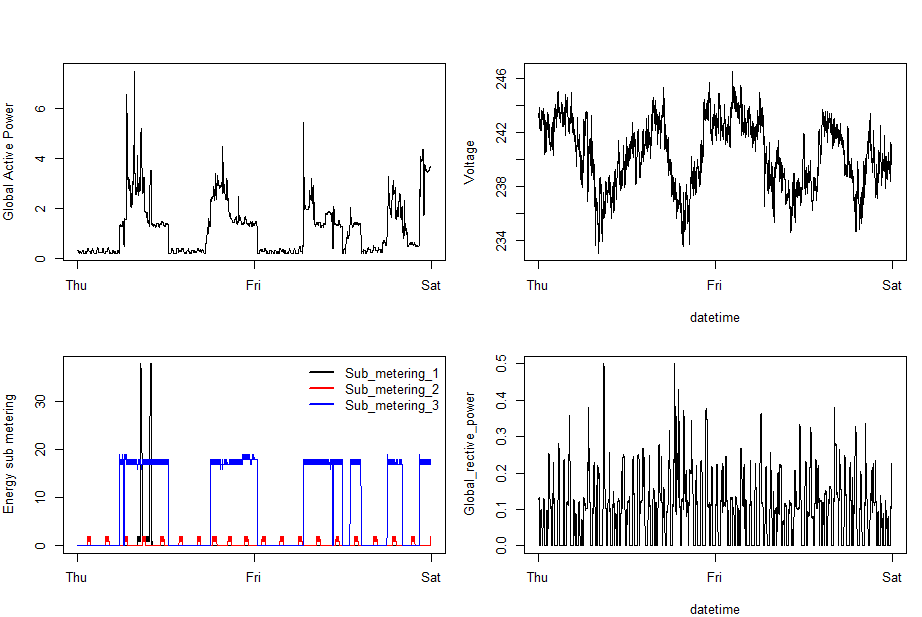 Global Active Power
0 2 4 6
Thu Fri Sat
Voltage
234 238 242 246
Thu Fri Sat
datetime
Energy sub metering
0 10 20 30
Sub_metering_1
Sub_metering_2
Sub_metering_3
Thu Fri Sat
Global_rective_power
0.0 0.1 0.2 0.3 0.4 0.5
Thu Fri Sat
datetime